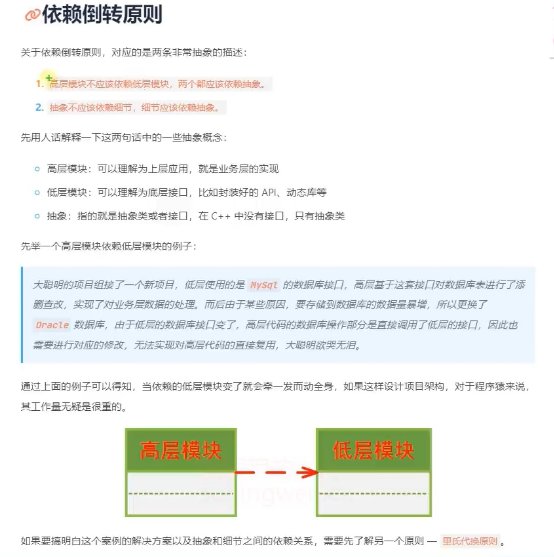 依赖倒转原则
关于依赖倒转原则，对应的是两条非常抽象的描述：
1. 高层模块不应该依赖低层模块，两个都应该依赖抽象。
2. 抽象不应该依赖细节，细节应该依赖抽象。
先用人话解释一下这两句话中的一些抽象概念：
高层模块：可以理解为上层应用，就是业务层的实现
低层模块：可以理解为底层接口，比如封装好的 API、动态库等
抽象：指的就是抽象类或者接口，在 C++ 中没有接口，只有抽象类
先举一个高层模块依赖低层模块的例子：
大聪明的项目组接了一个新项目，低层使用的是 MySql 的数据库接口，高层基于这套接口对数据库表进行了添
删查改，实现了对业务层数据的处理。而后由于某些原因，要存储到数据库的数据量暴增，所以更换了
Oracle 数据库，由于低层的数据库接口变了，高层代码的数据库操作部分是直接调用了低层的接口，因此也
需要进行对应的修改，无法实现对高层代码的直接复用，大聪明欲哭无泪。
通过上面的例子可以得知，当依赖的低层模块变了就会牵一发而动全身，如果这样设计项目架构，对于程序猿来说，
其工作量无疑是很重的。
高层模块
低层模块
如果要搞明白这个案例的解决方案以及抽象和细节之间的依赖关系，需要先了解另一个原则 — 里氏代换原则。